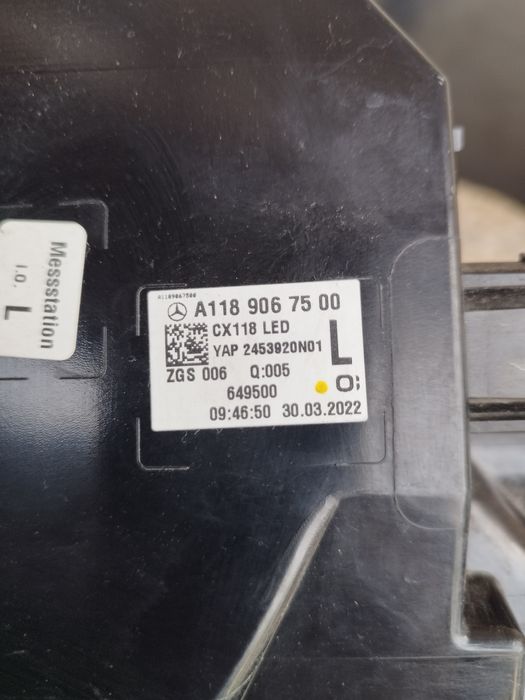 Messstation
i.O. L
A1189067500
A118 906 75 00
CX118 LED
YAP 2453920N01
L
ZGS 006 Q:005
649500
09:46:50 30.03.2022